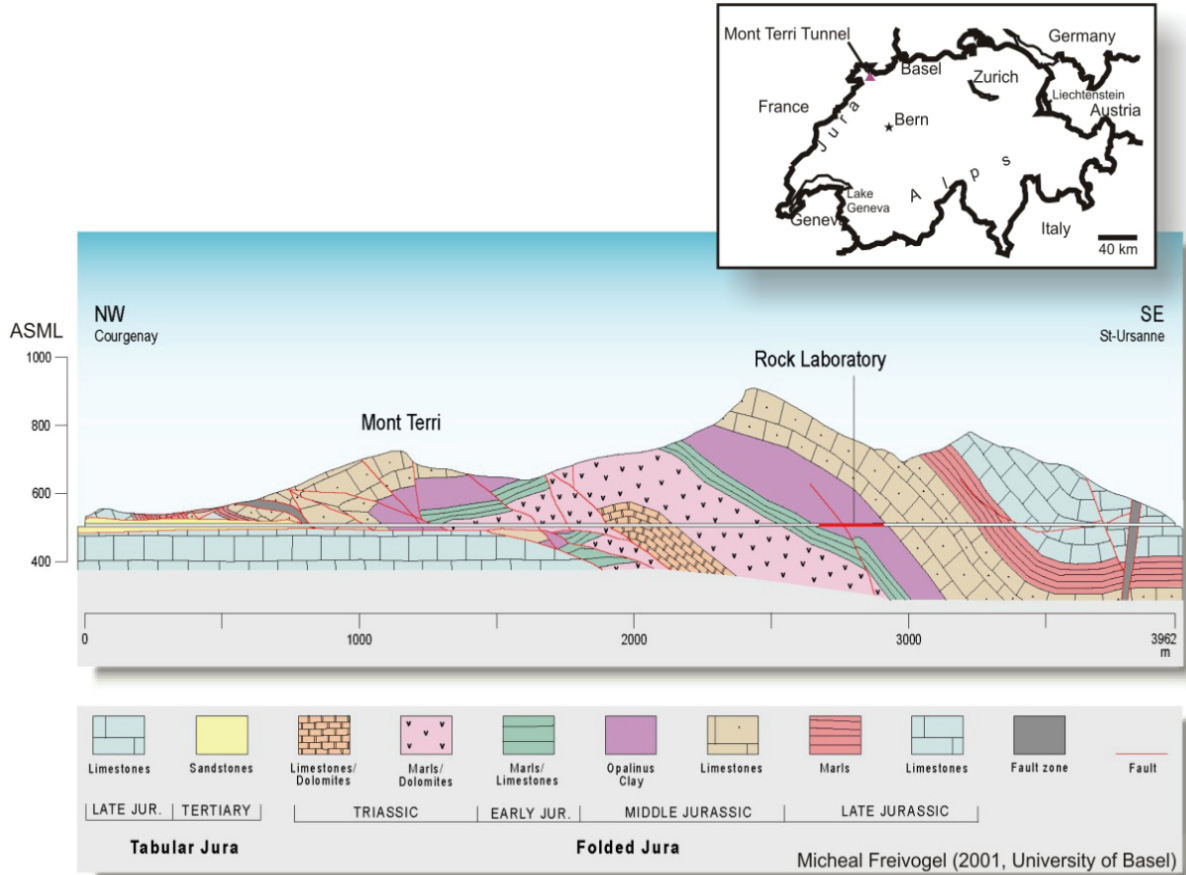 Mont Terri Tunnel
Germany
Basel
Zurich
Liechtenstein
France
Austria
Jura
Bern
Alps
Lake
Geneva
Geneva
Italy
40 km
NW
Courgenay
SE
St-Ursanne
ASML
1000
800
600
400
Rock Laboratory
Mont Terri
0
1000
2000
3000
3962
m
Limestones
Sandstones
Limestones/
Dolomites
Marls/
Dolomites
Marls/
Limestones
Opalinus
Clay
Limestones
Marls
Limestones
Fault zone
Fault
LATE JUR.
TERTIARY
TRIASSIC
EARLY JUR.
MIDDLE JURASSIC
LATE JURASSIC
Tabular Jura
Folded Jura
Micheal Freivogel (2001, University of Basel)